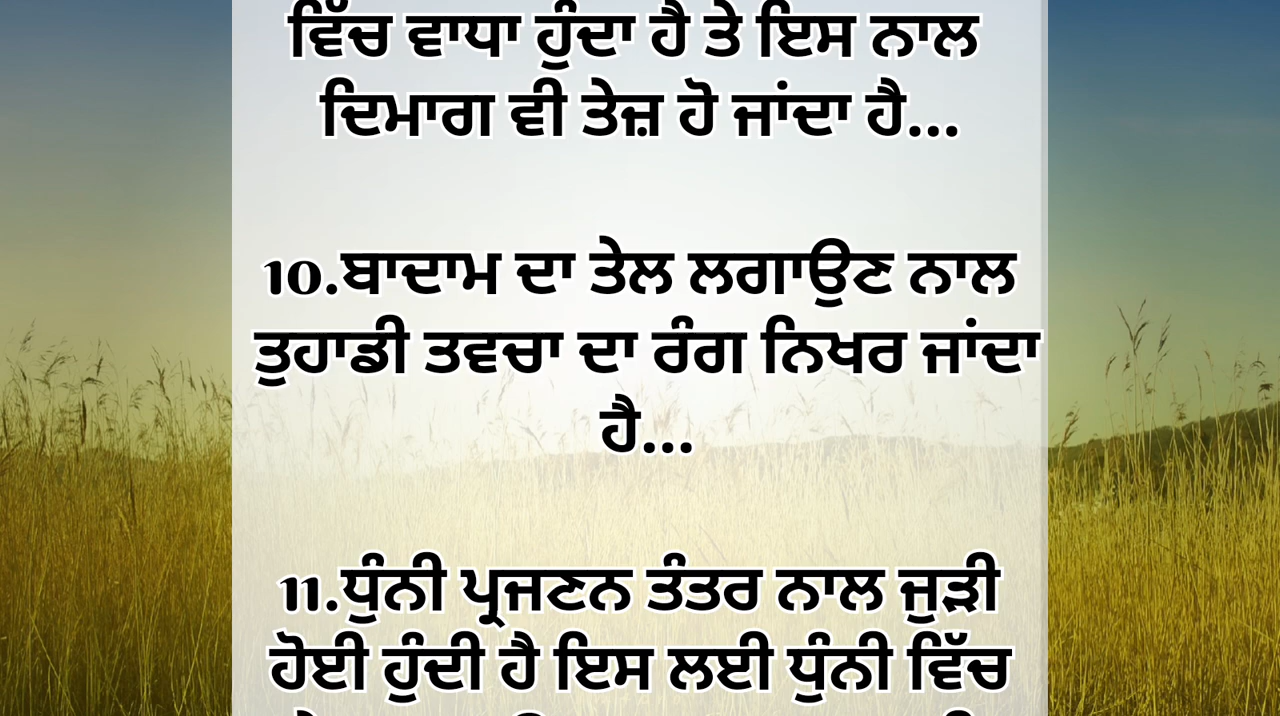 ਵਿੱਚ ਵਾਧਾ ਹੁੰਦਾ ਹੈ ਤੇ ਇਸ ਨਾਲ
ਦਿਮਾਗ ਵੀ ਤੇਜ਼ ਹੋ ਜਾਂਦਾ ਹੈ...
10.ਬਾਦਾਮ ਦਾ ਤੇਲ ਲਗਾਉਣ ਨਾਲ
ਤੁਹਾਡੀ ਤਵਚਾ ਦਾ ਰੰਗ ਨਿਖਰ ਜਾਂਦਾ
ਹੈ...
11.ਧੁੰਨੀ ਪ੍ਰਜਣਨ ਤੰਤਰ ਨਾਲ ਜੁੜੀ
ਹੋਈ ਹੁੰਦੀ ਹੈ ਇਸ ਲਈ ਧੁੰਨੀ ਵਿੱਚ